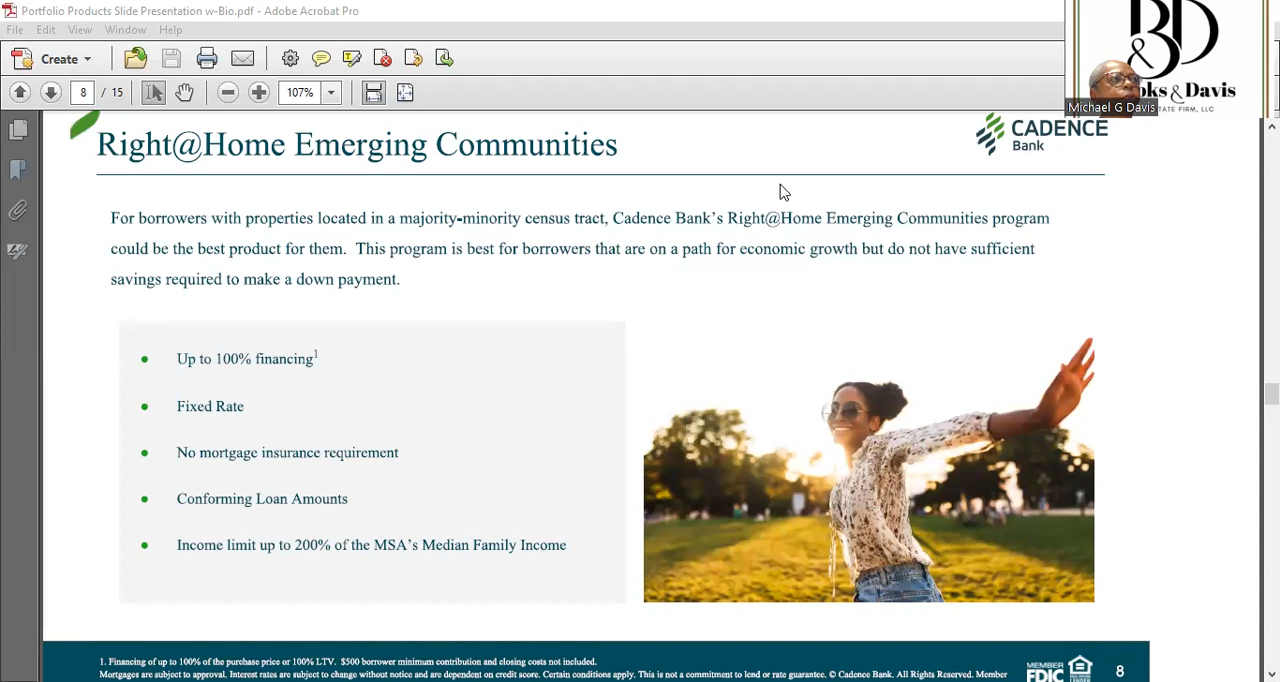 Portfolio Products Slide Presentation w-Bio.pdf - Adobe Acrobat Pro
File Edit View Window Help
Create
8 / 15 107%
B&D
ks & Davis
STATE FIRM, LLC
Michael G Davis
Right@Home Emerging Communities
CADENCE
Bank
For borrowers with properties located in a majority-minority census tract, Cadence Bank's Right@Home Emerging Communities program
could be the best product for them. This program is best for borrowers that are on a path for economic growth but do not have sufficient
savings required to make a down payment.
• Up to 100% financing1
• Fixed Rate
• No mortgage insurance requirement
• Conforming Loan Amounts
• Income limit up to 200% of the MSA's Median Family Income
1. Financing of up to 100% of the purchase price or 100% LTV. $500 borrower minimum contribution and closing costs not included.
Mortgages are subject to approval. Interest rates are subject to change without notice and are dependent on credit score. Certain conditions apply. This is not a commitment to lend or rate guarantee. © Cadence Bank. All Rights Reserved. Member
MEMBER
FDIC
8